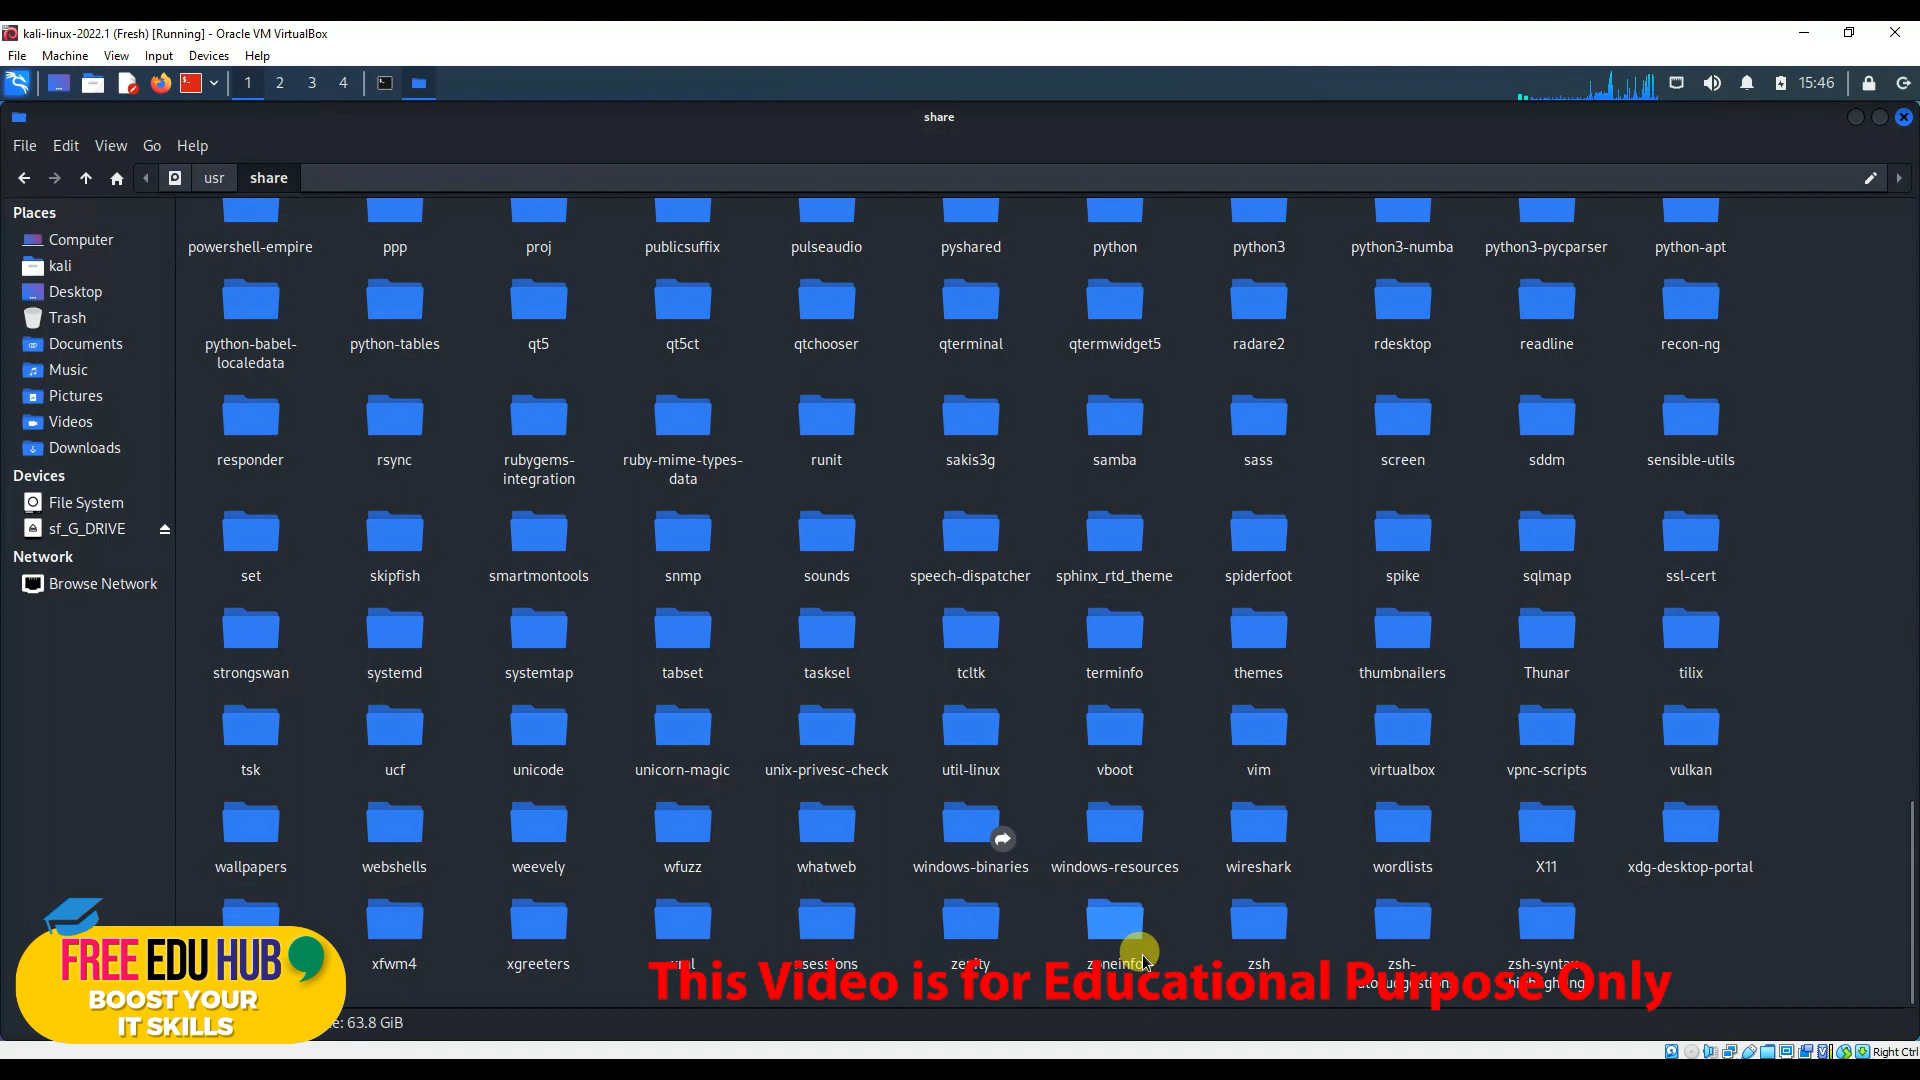 kali-linux-2022.1 (Fresh) [Running] - Oracle VM VirtualBox
File Machine View Input Devices Help
1 2 3 4 15:46
share
File Edit View Go Help
usr share
Places
Computer
kali
Desktop
Trash
Documents
Music
Pictures
Videos
Downloads
Devices
File System
sf_G_DRIVE
Network
Browse Network
powershell-empire ppp proj publicsuffix pulseaudio pyshared python python3 python3-numba python3-pycparser python-apt
python-babel- python-tables qt5 qt5ct qtchooser qterminal qtermwidget5 radare2 rdesktop readline recon-ng
localedata
responder rsync rubygems- ruby-mime-types- runit sakis3g samba sass screen sddm sensible-utils
integration data
set skipfish smartmontools snmp sounds speech-dispatcher sphinx_rtd_theme spiderfoot spike sqlmap ssl-cert
strongswan systemd systemtap tabset tasksel tcltk terminfo themes thumbnailers Thunar tilix
tsk ucf unicode unicorn-magic unix-privesc-check util-linux vboot vim virtualbox vpnc-scripts vulkan
wallpapers webshells weevely wfuzz whatweb windows-binaries windows-resources wireshark wordlists X11 xdg-desktop-portal
xfwm4 xgreeters zenity zoneinfo zsh zsh- zsh-syntax-
This Video is for Educational Purpose Only
FREE EDU HUB
BOOST YOUR
IT SKILLS
63.8 GiB
Right Ctrl